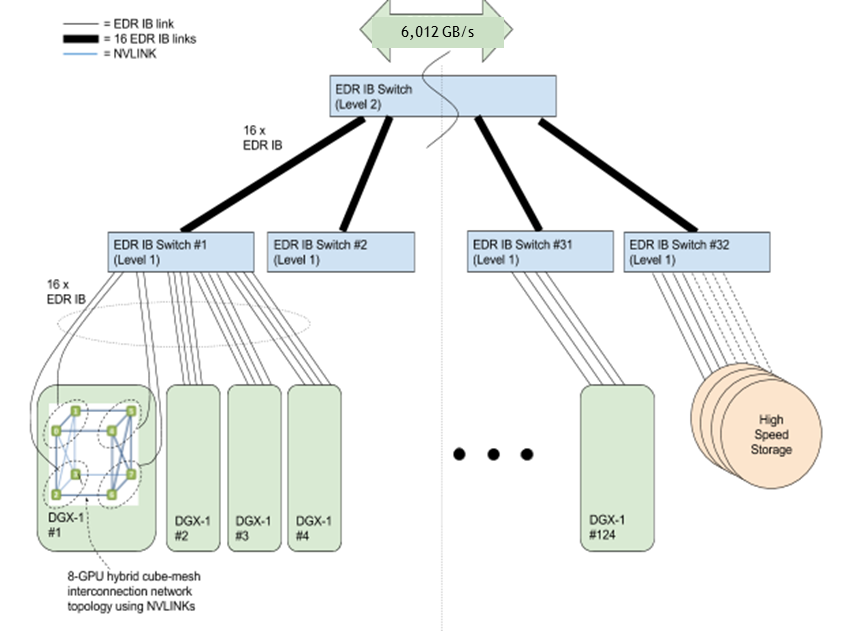 = EDR IB link
= 16 EDR IB links
= NVLINK
6,012 GB/s
EDR IB Switch
(Level 2)
16 x
EDR IB
EDR IB Switch #1
(Level 1)
EDR IB Switch #2
(Level 1)
EDR IB Switch #31
(Level 1)
EDR IB Switch #32
(Level 1)
16 x
EDR IB
DGX-1
#1
DGX-1
#2
DGX-1
#3
DGX-1
#4
DGX-1
#124
High
Speed
Storage
8-GPU hybrid cube-mesh
interconnection network
topology using NVLINKs